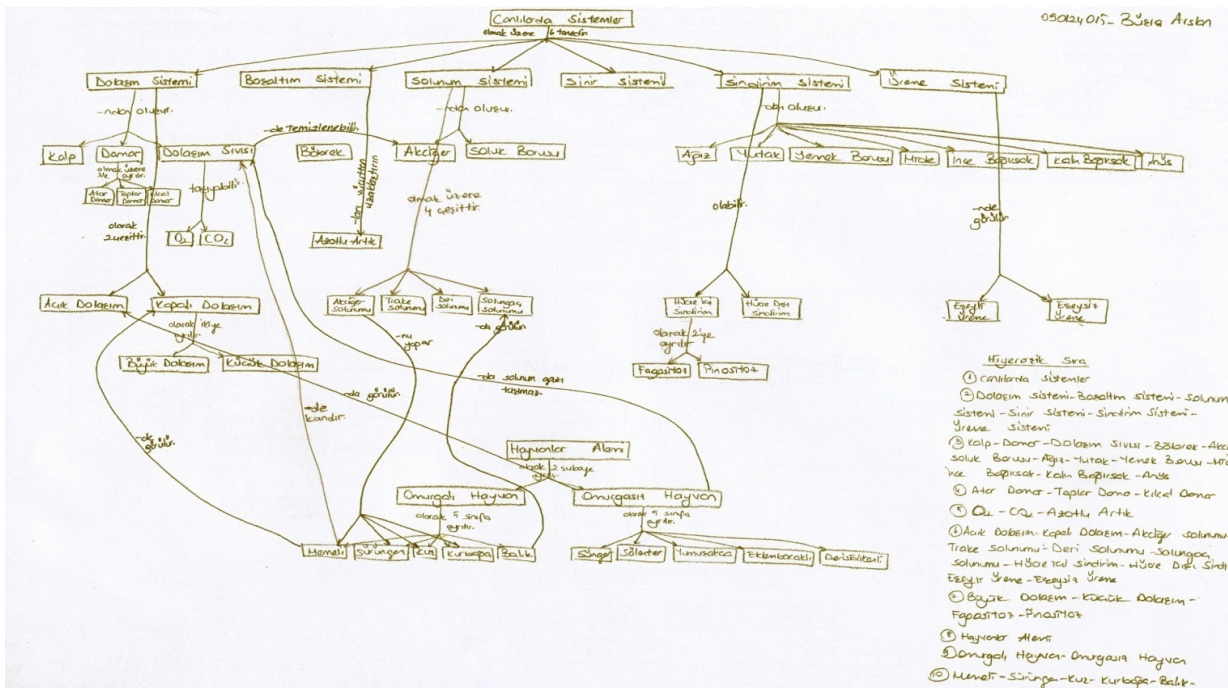 Canlılarda Sistemler
050124015- Büşra Arslan
olmak üzere 6 tanedir
Dolaşım Sistemi
Boşaltım Sistemi
Solunum Sistemi
Sinir Sistemi
Sindirim Sistemi
Üreme Sistemi
-ndan oluşur.
-ndan oluşur.
-den oluşur.
-de temizlenebilir.
Kalp
Damar
Dolaşım Sıvısı
Böbrek
Akciğer
Soluk Borusu
Ağız
Yutak
Yemek Borusu
Mide
İnce Bağırsak
Kalın Bağırsak
Anüs
olmak üzere
ayrılır.
Atar Damar
Toplar Damar
Kılcal Damar
taşıyabilir.
O₂
CO₂
-ları vücuttan uzaklaştırır
Azotlu Artık
olmak üzere
4 çeşittir.
olabilir.
-nde
görülür.
olarak
2 çeşittir.
Açık Dolaşım
Kapalı Dolaşım
Akciğer Solunumu
Trake Solunumu
Deri Solunumu
Solungaç Solunumu
Hücre İçi Sindirim
Hücre Dışı Sindirim
Eşeyli Üreme
Eşeysiz Üreme
olarak ikiye
ayrılır
Büyük Dolaşım
Küçük Dolaşım
-nu
yapar
-da görülür.
olarak 2'ye
ayrılır
Fagositoz
Pinositoz
-da solunum gazı
taşımaz.
-da görülür.
-de
kandır.
-de
görülür.
Hayvanlar Alemi
olarak 2 şubeye
ayrılır
Omurgalı Hayvan
Omurgasız Hayvan
olarak 5 sınıfa
ayrılır.
olarak 5 sınıfa
ayrılır.
Memeli
Sürüngen
Kuş
Kurbağa
Balık
Sünger
Sölenter
Yumuşakca
Eklembacaklı
Derisidikenli
Hiyerarşik Sıra
① Canlılarda sistemler
② Dolaşım sistemi-Boşaltım sistemi-Solunum
sistemi-Sinir sistemi-Sindirim Sistemi-
Üreme sistemi
③ Kalp-Damar-Dolaşım Sıvısı-Böbrek-Akc
Soluk Borusu-Ağız-Yutak-Yemek Borusu-Mid
İnce Bağırsak-Kalın Bağırsak-Anüs
④ Atar Damar-Toplar Damar-Kılcal Damar
⑤ O₂-CO₂-Azotlu Artık
⑥ Açık Dolaşım-Kapalı Dolaşım-Akciğer solunumu-
Trake Solunumu-Deri Solunumu-Solungaç
solunumu-Hücre içi sindirim-Hücre Dışı Sindi
Eşeyli Üreme-Eşeysiz Üreme
⑦ Büyük Dolaşım-Küçük Dolaşım-
Fagositoz-Pinositoz
⑧ Hayvanlar Alemi
⑨ Omurgalı Hayvan-Omurgasız Hayvan
⑩ Memeli-Sürüngen-Kuş-Kurbağa-Balık-